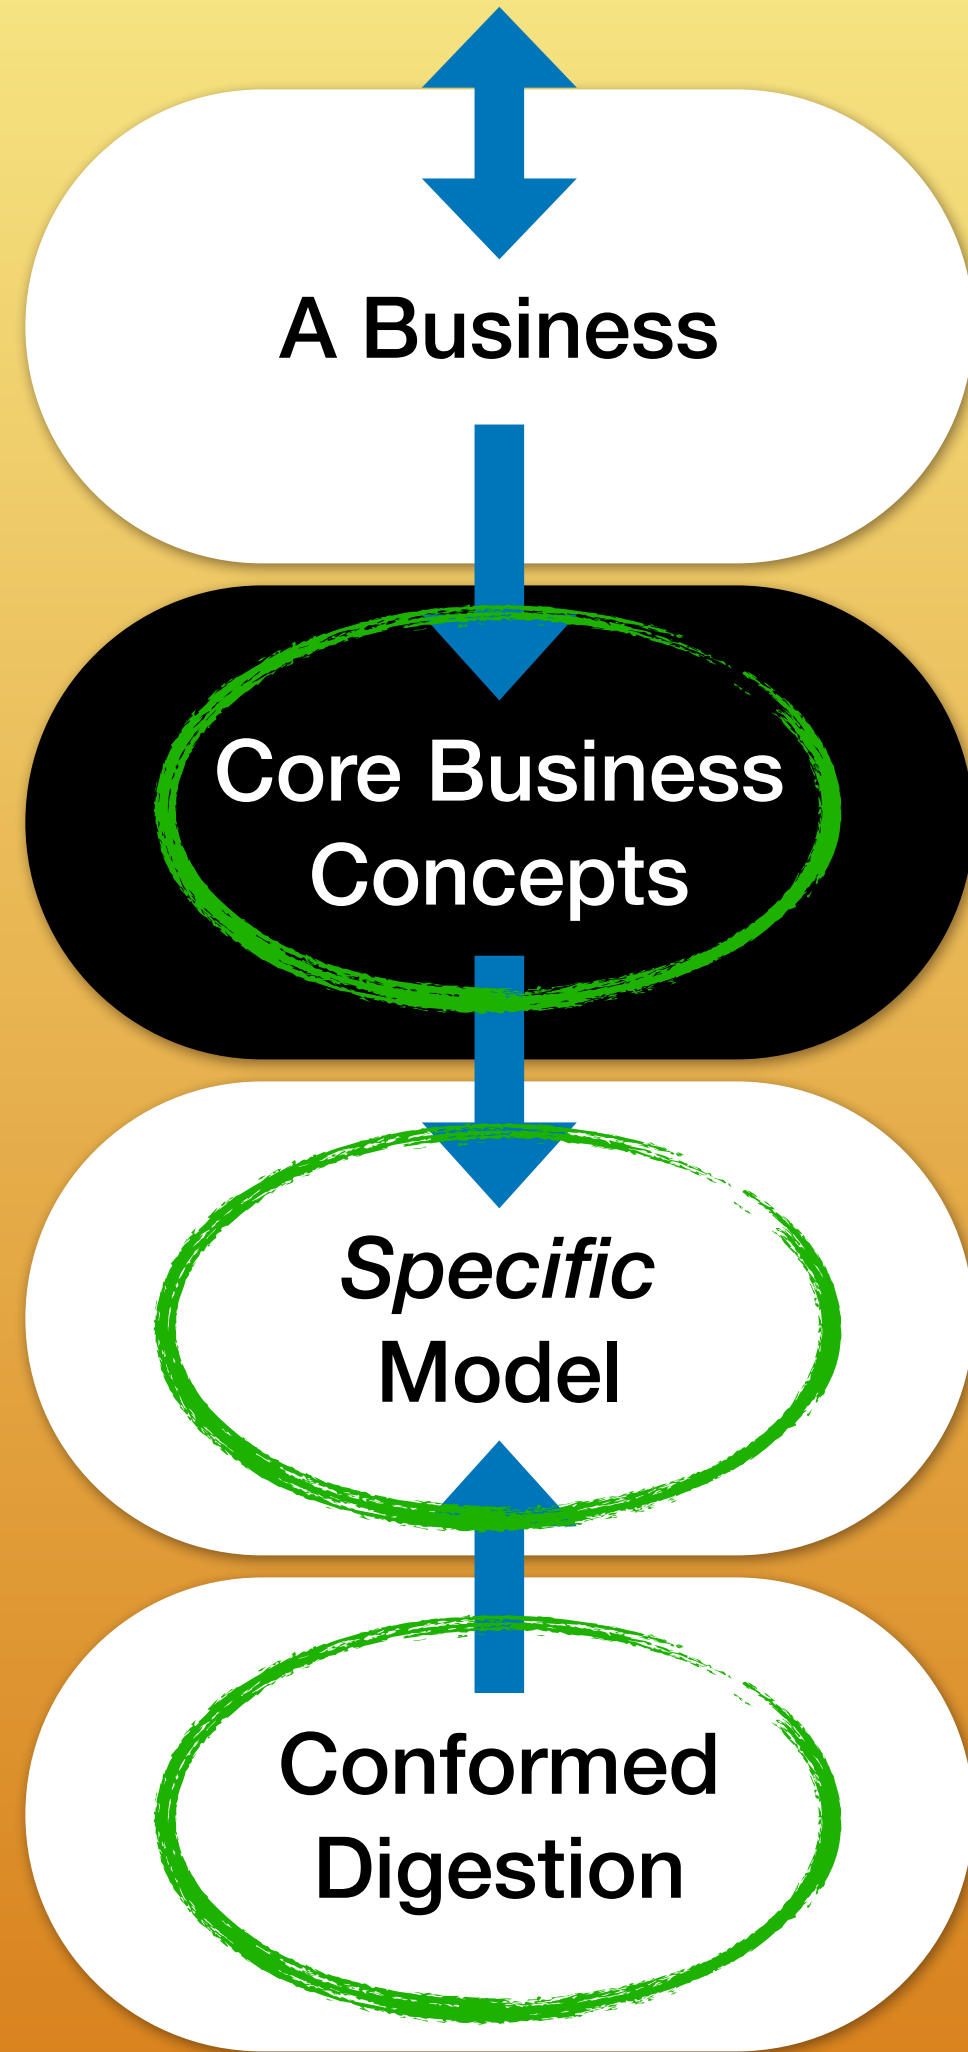 A Business
Core Business
Concepts
Specific
Model
Conformed
Digestion